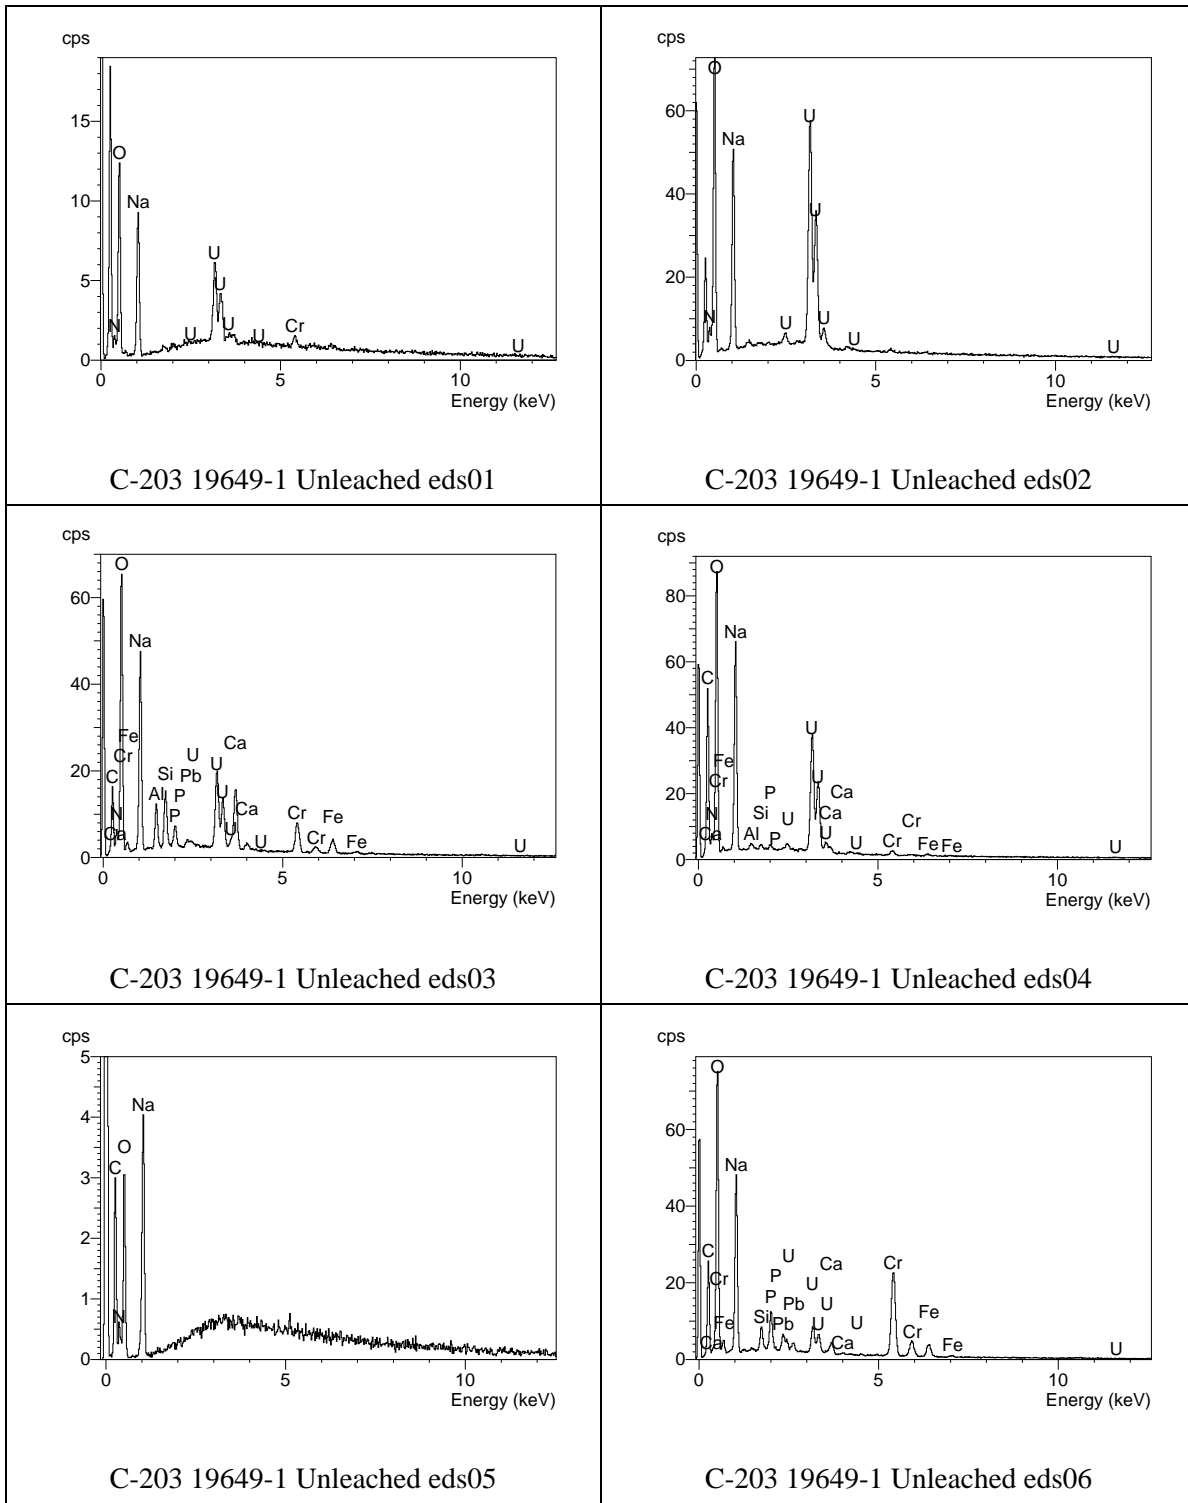 cps
15
10
5
0
O
Na
N
U
U
U
U
U
Cr
U
0 5 10
Energy (keV)
C-203 19649-1 Unleached eds01
cps
60
40
20
0
O
Na
N
U
U
U
U
U
U
0 5 10
Energy (keV)
C-203 19649-1 Unleached eds02
cps
60
40
20
0
O
Na
Fe
Cr
C
N
Ca
Al
Si
P
P
U
Pb
U
U
U
Ca
Ca
U
Cr
Cr
Fe
Fe
U
0 5 10
Energy (keV)
C-203 19649-1 Unleached eds03
cps
80
60
40
20
0
O
Na
C
Fe
Cr
N
Ca
Al
Si
P
P
U
U
U
Ca
Ca
U
U
Cr
Cr
Fe
Fe
U
0 5 10
Energy (keV)
C-203 19649-1 Unleached eds04
cps
5
4
3
2
1
0
C
N
O
Na
0 5 10
Energy (keV)
C-203 19649-1 Unleached eds05
cps
60
40
20
0
O
Na
C
Cr
Fe
Ca
Si
P
P
U
Pb
Pb
U
U
U
Ca
Ca
U
Cr
Cr
Fe
Fe
U
0 5 10
Energy (keV)
C-203 19649-1 Unleached eds06